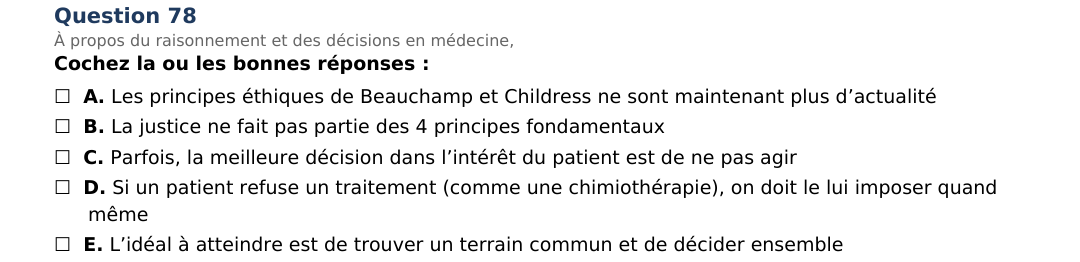 Question 78
À propos du raisonnement et des décisions en médecine,
Cochez la ou les bonnes réponses :
☐ A. Les principes éthiques de Beauchamp et Childress ne sont maintenant plus d’actualité
☐ B. La justice ne fait pas partie des 4 principes fondamentaux
☐ C. Parfois, la meilleure décision dans l’intérêt du patient est de ne pas agir
☐ D. Si un patient refuse un traitement (comme une chimiothérapie), on doit le lui imposer quand
même
☐ E. L’idéal à atteindre est de trouver un terrain commun et de décider ensemble